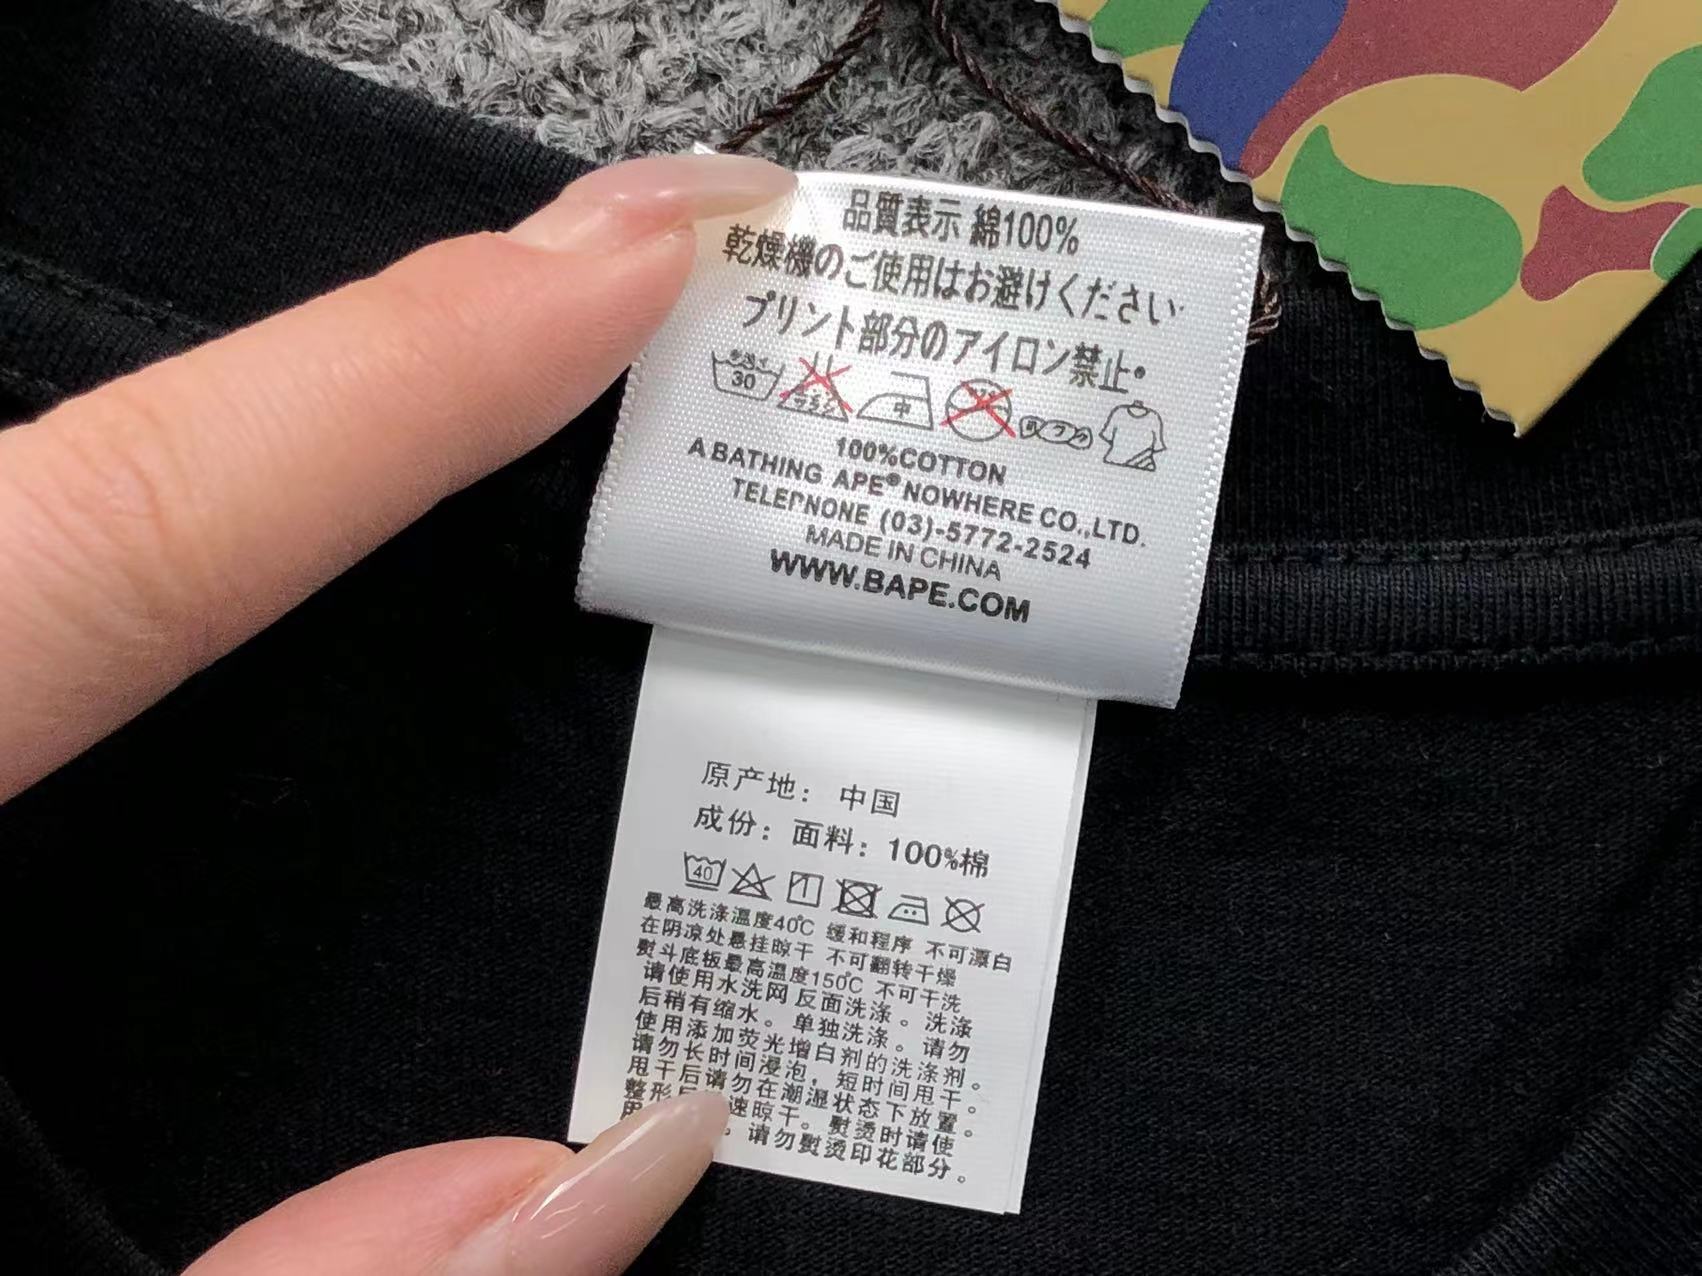 品質表示 綿100%
乾燥機のご使用はお避けください
プリント部分のアイロン禁止。
30
中
100%COTTON
A BATHING APE® NOWHERE CO.,LTD.
TELEPNONE (03)-5772-2524
MADE IN CHINA
WWW.BAPE.COM
原产地： 中国
成份：面料：100%棉
40
最高洗涤温度40℃ 缓和程序 不可漂白
在阴凉处悬挂晾干 不可翻转干燥
熨斗底板最高温度150℃ 不可干洗
请使用水洗网 反面洗涤。洗涤
后稍有缩水。单独洗涤。请勿
使用添加荧光增白剂的洗涤剂。
请勿长时间浸泡，短时间甩干。
甩干后请勿在潮湿状态下放置。
整形 速晾干。熨烫时请使
用 。请勿熨烫印花部分。